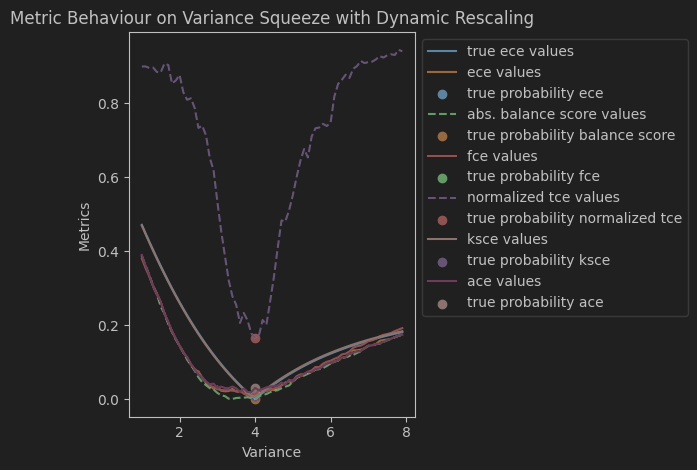 Metric Behaviour on Variance Squeeze with Dynamic Rescaling
true ece values
ece values
true probability ece
abs. balance score values
true probability balance score
fce values
true probability fce
normalized tce values
true probability normalized tce
ksce values
true probability ksce
ace values
true probability ace
Metrics
0.8
0.6
0.4
0.2
0.0
2
4
6
8
Variance